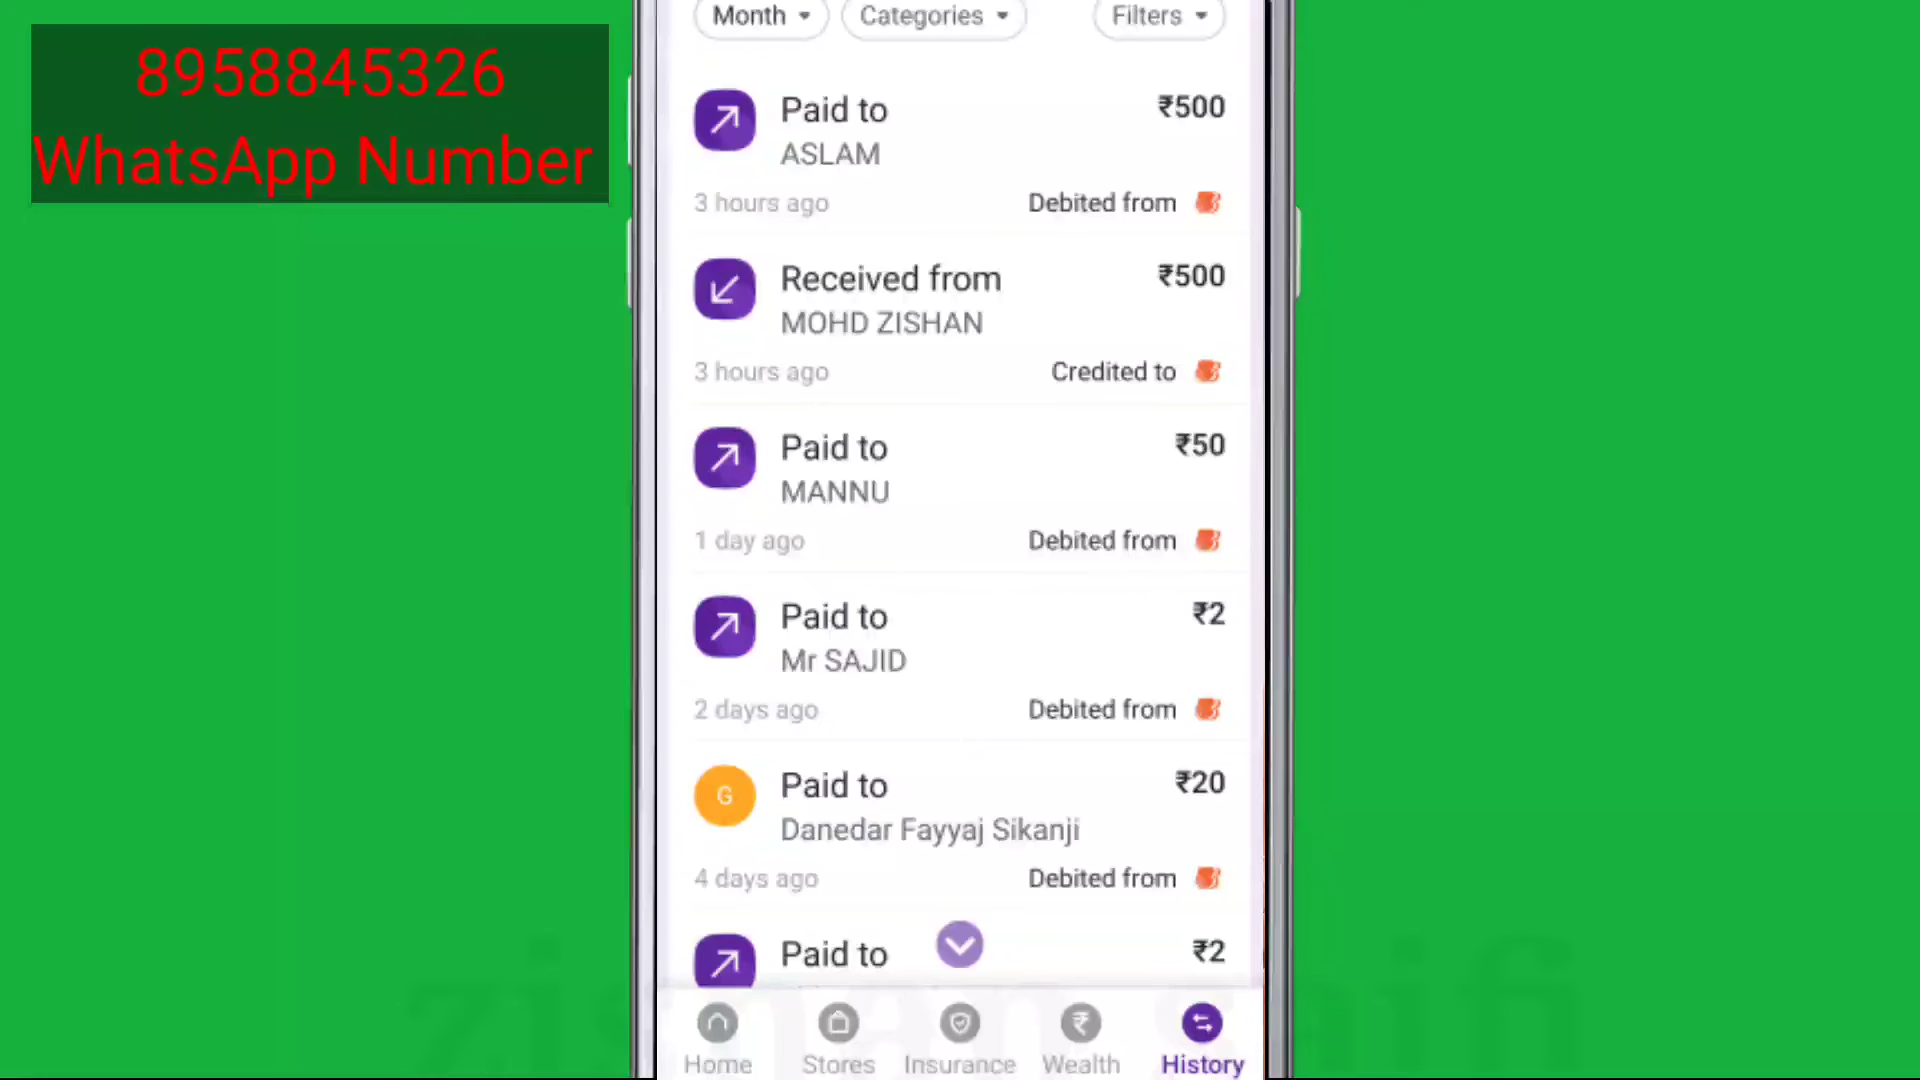 8958845326
WhatsApp Number
Month
Categories
Filters
Paid to
₹500
ASLAM
3 hours ago
Debited from
Received from
₹500
MOHD ZISHAN
3 hours ago
Credited to
Paid to
₹50
MANNU
1 day ago
Debited from
Paid to
₹2
Mr SAJID
2 days ago
Debited from
G
Paid to
₹20
Danedar Fayyaj Sikanji
4 days ago
Debited from
Paid to
₹2
zishan saifi
Home
Stores
Insurance
Wealth
History